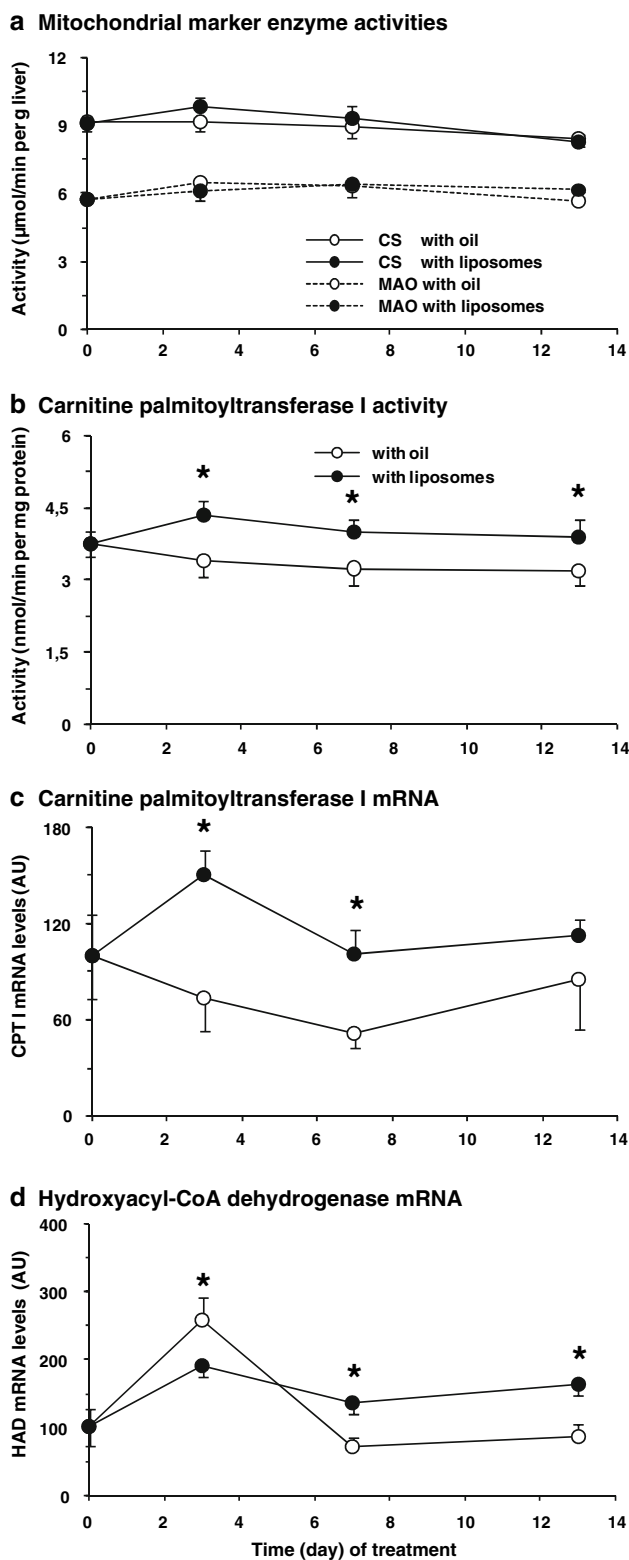 a Mitochondrial marker enzyme activities
Activity (µmol/min per g liver)
12
9
6
3
0
CS with oil
CS with liposomes
MAO with oil
MAO with liposomes
0 2 4 6 8 10 12 14
b Carnitine palmitoyltransferase I activity
Activity (nmol/min per mg protein)
6
4,5
3
1,5
0
with oil
with liposomes
* * *
0 2 4 6 8 10 12 14
c Carnitine palmitoyltransferase I mRNA
CPT I mRNA levels (AU)
180
120
60
0
* *
0 2 4 6 8 10 12 14
d Hydroxyacyl-CoA dehydrogenase mRNA
HAD mRNA levels (AU)
400
300
200
100
0
* * *
0 2 4 6 8 10 12 14
Time (day) of treatment